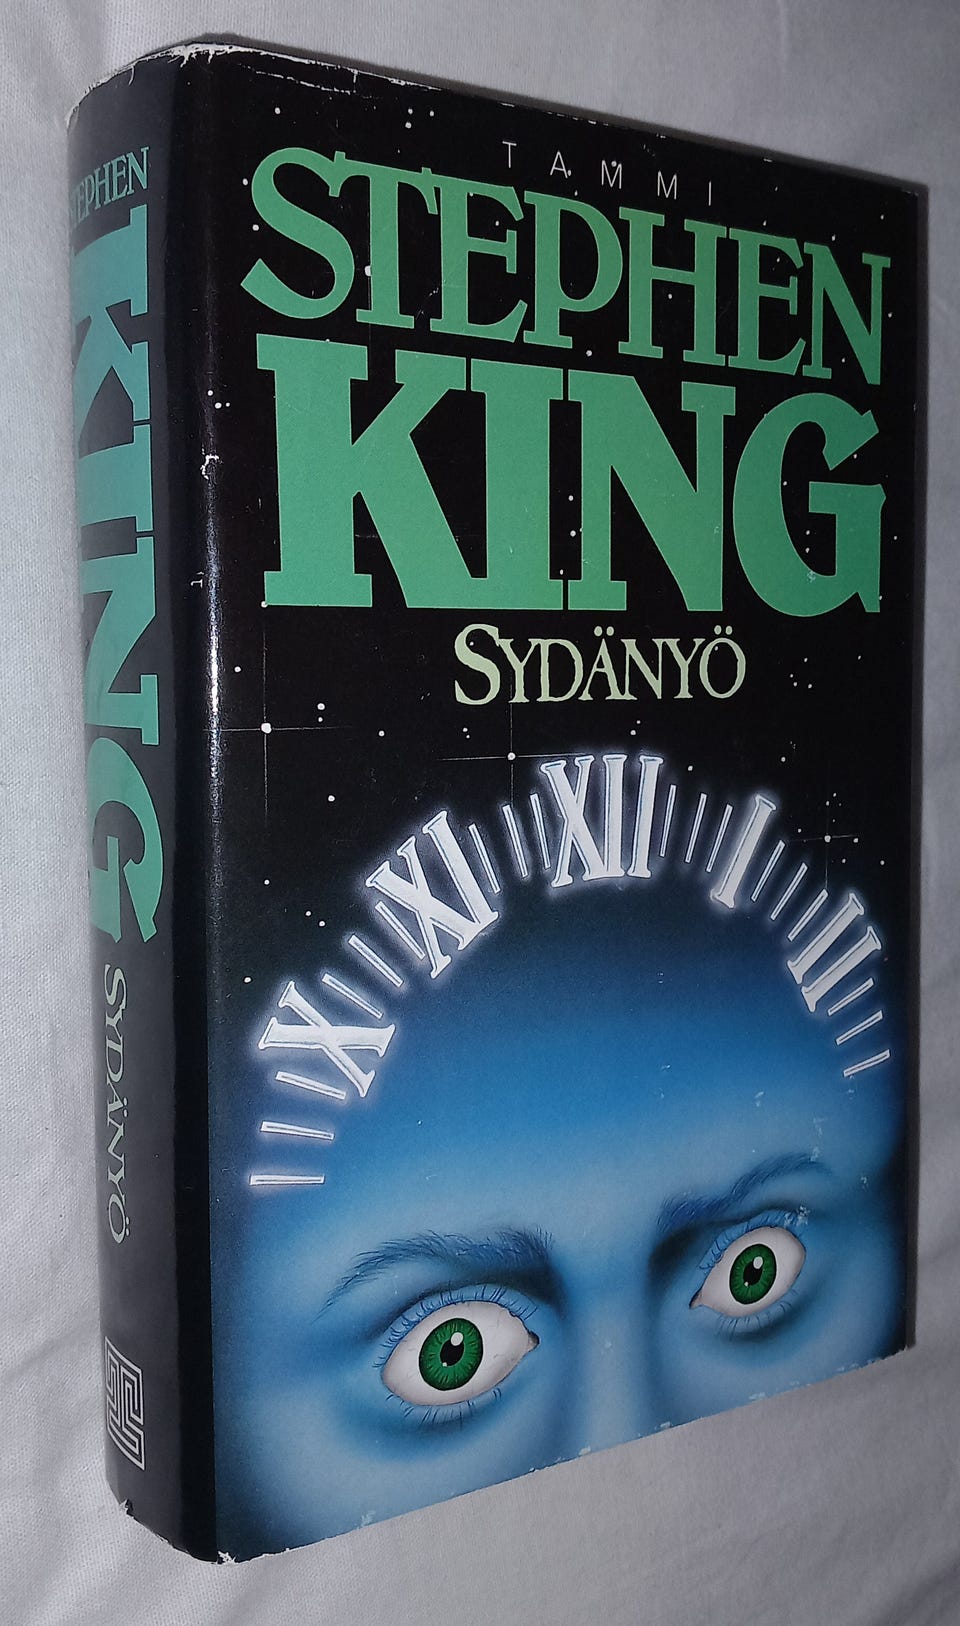 TAMMI
STEPHEN
KING
SYDÄNYÖ
X XI XII I II
STEPHEN
KING
SYDÄNYÖ